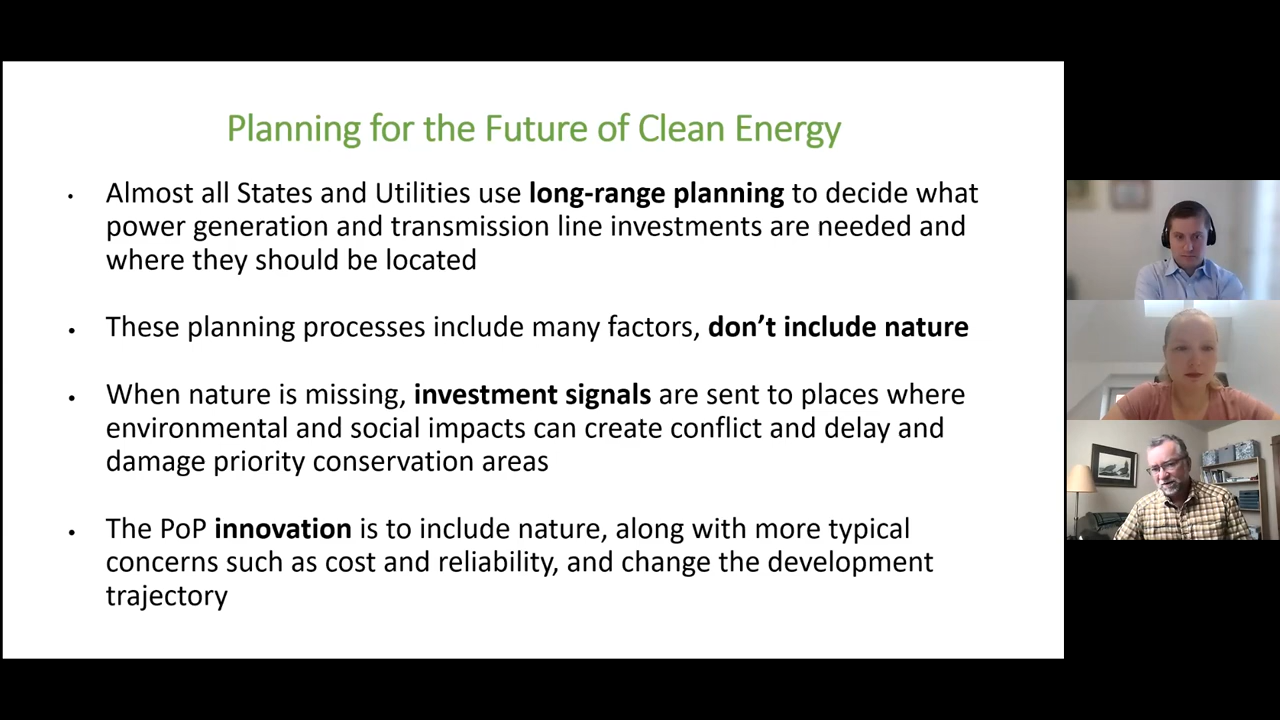 Planning for the Future of Clean Energy
• Almost all States and Utilities use long-range planning to decide what
power generation and transmission line investments are needed and
where they should be located
• These planning processes include many factors, don’t include nature
• When nature is missing, investment signals are sent to places where
environmental and social impacts can create conflict and delay and
damage priority conservation areas
• The PoP innovation is to include nature, along with more typical
concerns such as cost and reliability, and change the development
trajectory